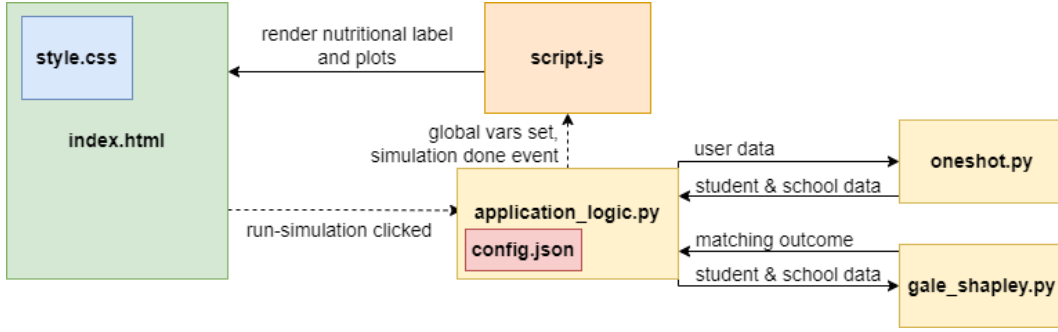 style.css
index.html
render nutritional label
and plots
script.js
global vars set,
simulation done event
run-simulation clicked
application_logic.py
config.json
user data
student & school data
oneshot.py
matching outcome
student & school data
gale_shapley.py